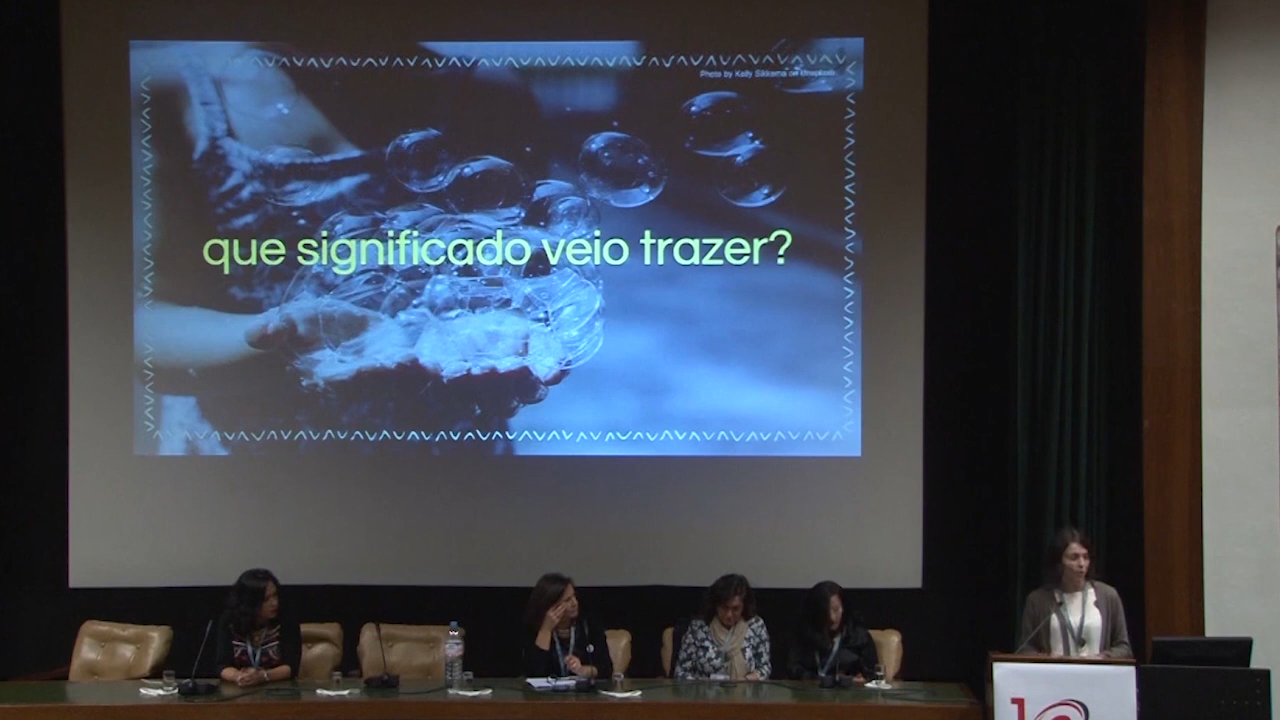 Photo by Kelly Sikkema on Unsplash
que significado veio trazer?